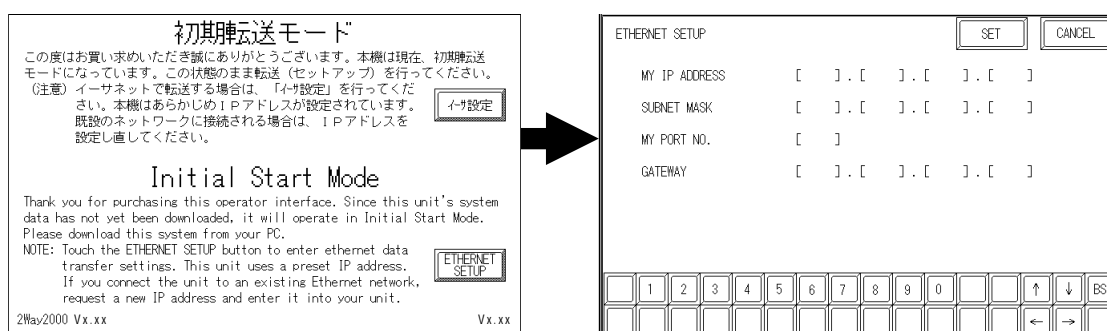 初期転送モード
この度はお買い求めいただき誠にありがとうございます。本機は現在、初期転送
モードになっています。この状態のまま転送（セットアップ）を行ってください。
（注意）イーサネットで転送する場合は、「ｲｰｻ設定」を行ってくだ
さい。本機はあらかじめＩＰアドレスが設定されています。
既設のネットワークに接続される場合は、ＩＰアドレスを
設定し直してください。
ｲｰｻ設定
Initial Start Mode
Thank you for purchasing this operator interface. Since this unit's system
data has not yet been downloaded, it will operate in Initial Start Mode.
Please download this system from your PC.
NOTE: Touch the ETHERNET SETUP button to enter ethernet data
transfer settings. This unit uses a preset IP address.
If you connect the unit to an existing Ethernet network,
request a new IP address and enter it into your unit.
ETHERNET
SETUP
2Way2000 Vx.xx Vx.xx
ETHERNET SETUP SET CANCEL
MY IP ADDRESS [ ].[ ].[ ].[ ]
SUBNET MASK [ ].[ ].[ ].[ ]
MY PORT NO. [ ]
GATEWAY [ ].[ ].[ ].[ ]
1 2 3 4 5 6 7 8 9 0 ↑ ↓ BS
← →